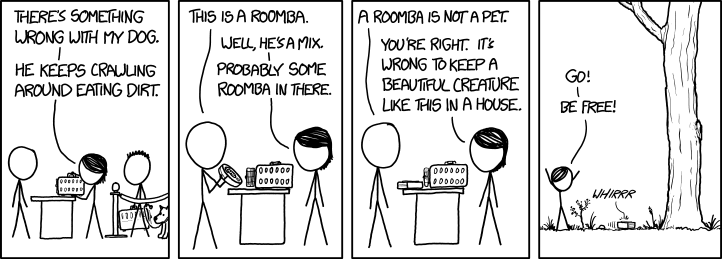 THERE'S SOMETHING
WRONG WITH MY DOG.
HE KEEPS CRAWLING
AROUND EATING DIRT.
THIS IS A ROOMBA.
WELL, HE'S A MIX.
PROBABLY SOME
ROOMBA IN THERE.
A ROOMBA IS NOT A PET.
YOU'RE RIGHT. IT'S
WRONG TO KEEP A
BEAUTIFUL CREATURE
LIKE THIS IN A HOUSE.
GO!
BE FREE!
WHIRRR